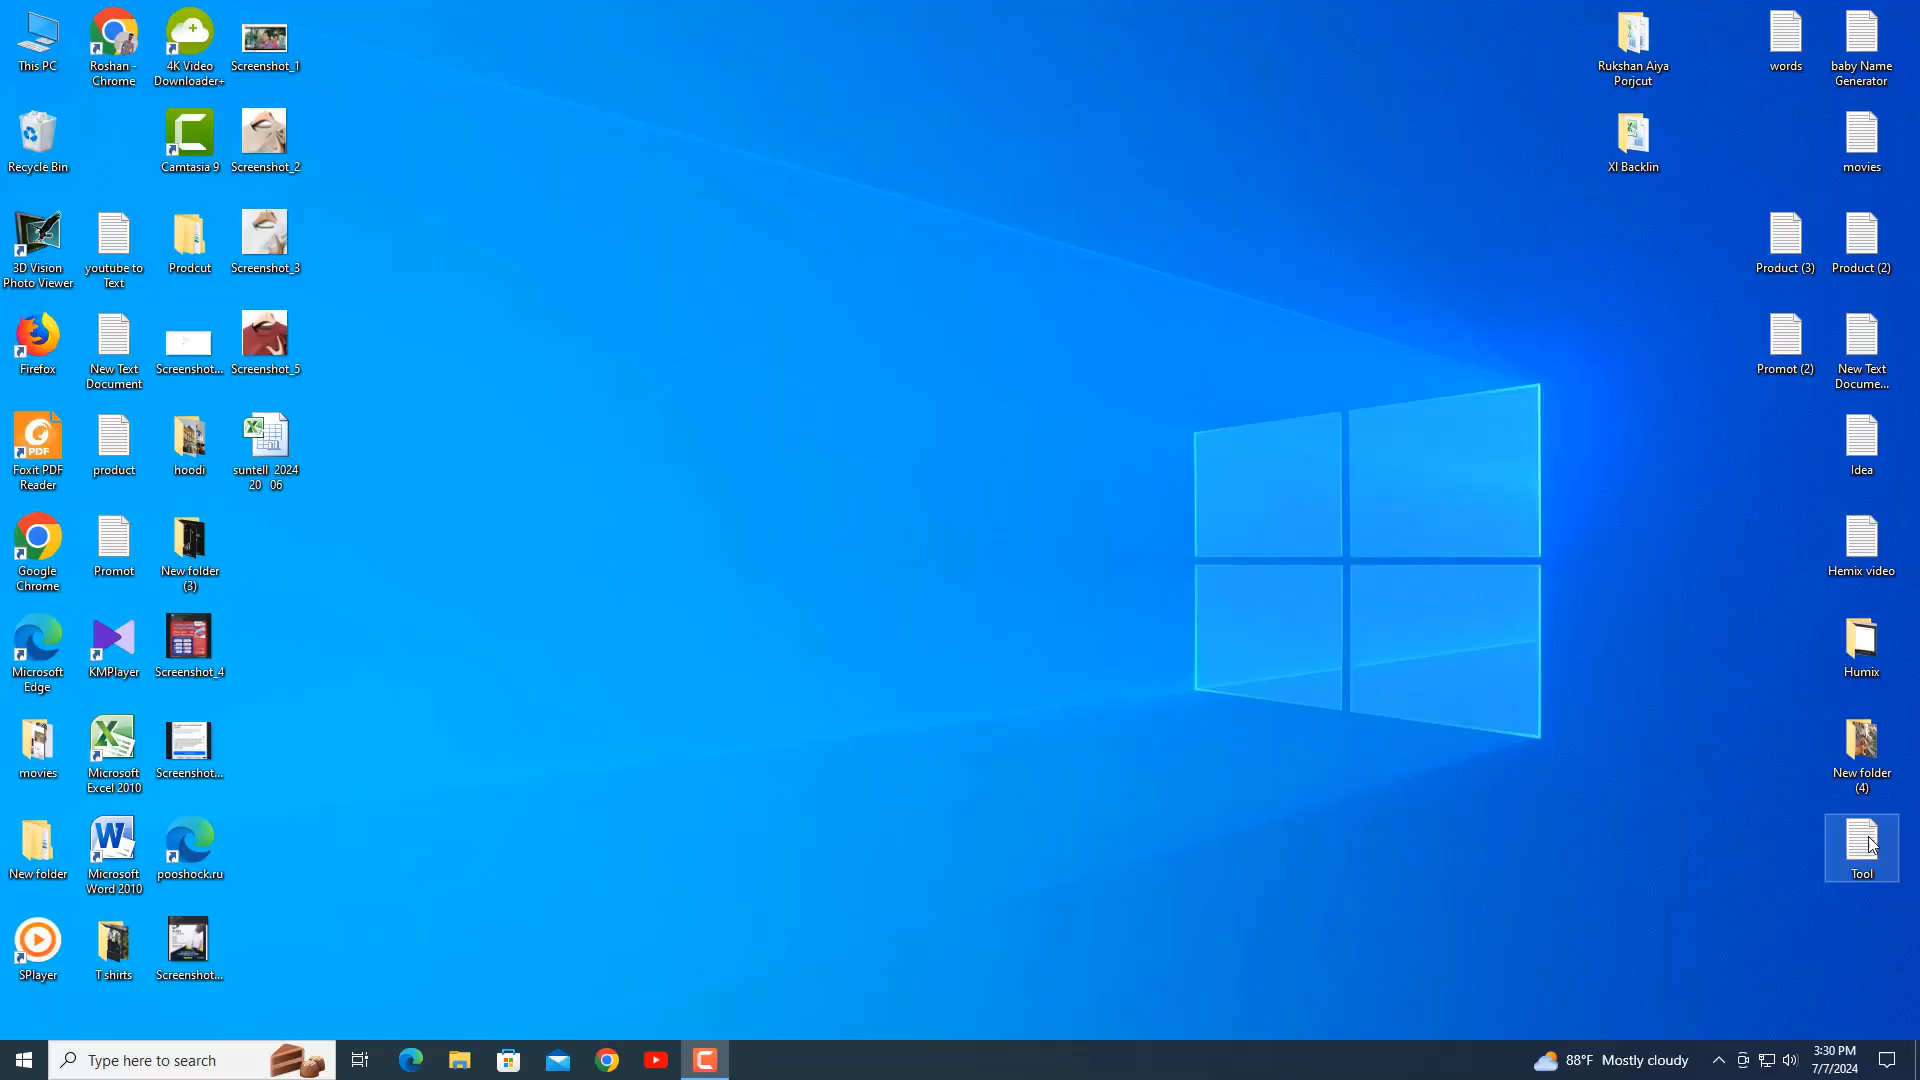 This PC
Roshan -
Chrome
4K Video
Downloader+
Screenshot_1
Rukshan Aiya
Porjcut
words
baby Name
Generator
Recycle Bin
Camtasia 9
Screenshot_2
XI Backlin
movies
3D Vision
Photo Viewer
youtube to
Text
Prodcut
Screenshot_3
Product (3)
Product (2)
Firefox
New Text
Document
Screenshot...
Screenshot_5
Promot (2)
New Text
Docume...
PDF
Foxit PDF
Reader
product
hoodi
suntell_2024
20_06
Idea
Google
Chrome
Promot
New folder
(3)
Hemix video
Microsoft
Edge
KMPlayer
Screenshot_4
Humix
movies
Microsoft
Excel 2010
Screenshot...
New folder
(4)
New folder
Microsoft
Word 2010
pooshock.ru
Tool
SPlayer
T shirts
Screenshot...
Type here to search
88°F Mostly cloudy
3:30 PM
7/7/2024